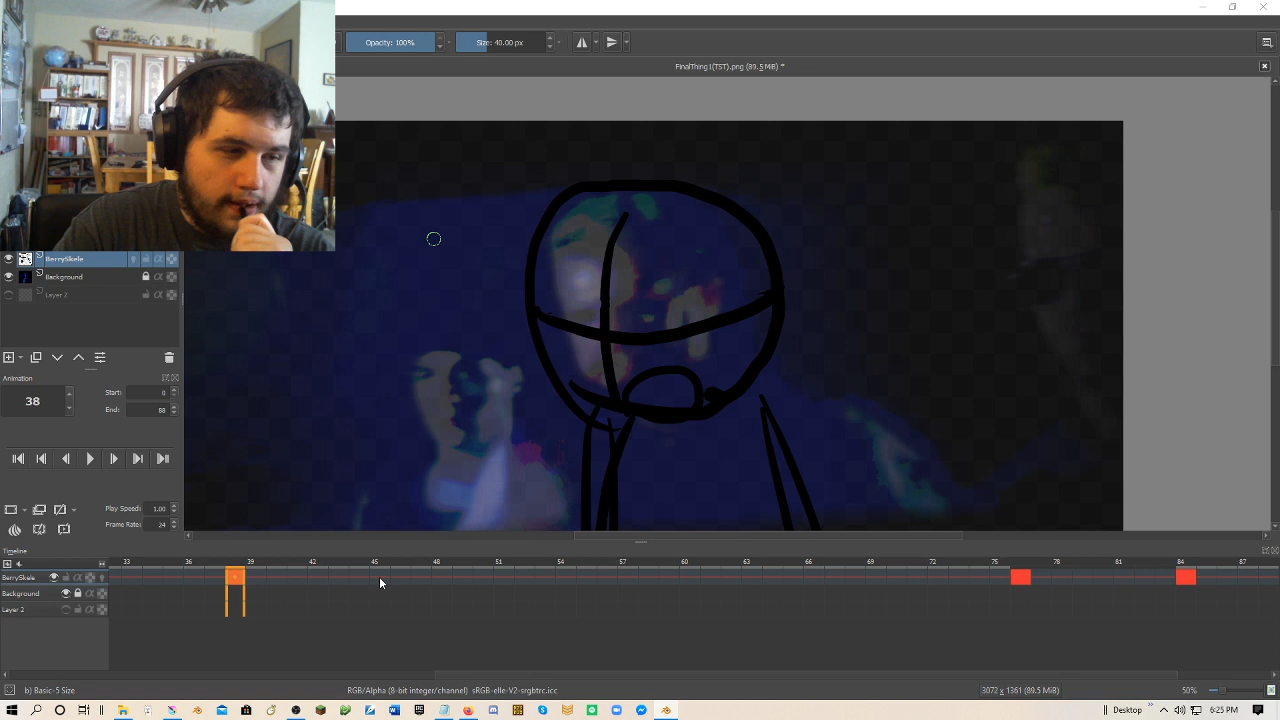 Opacity: 100%
Size: 40.00 px
FinalThing1(TST).png (89.5 MiB) *
BerrySkele
Background
Layer 2
Animation
38
Start: 0
End: 88
Play Speed: 1.00
Frame Rate: 24
Timeline
33 36 39 42 45 48 51 54 57 60 63 66 69 72 75 78 81 84 87
BerrySkele
Background
Layer 2
b) Basic-5 Size
RGB/Alpha (8-bit integer/channel) sRGB-elle-V2-srgbtrc.icc
3072 x 1361 (89.5 MiB)
50%
Desktop
6:25 PM